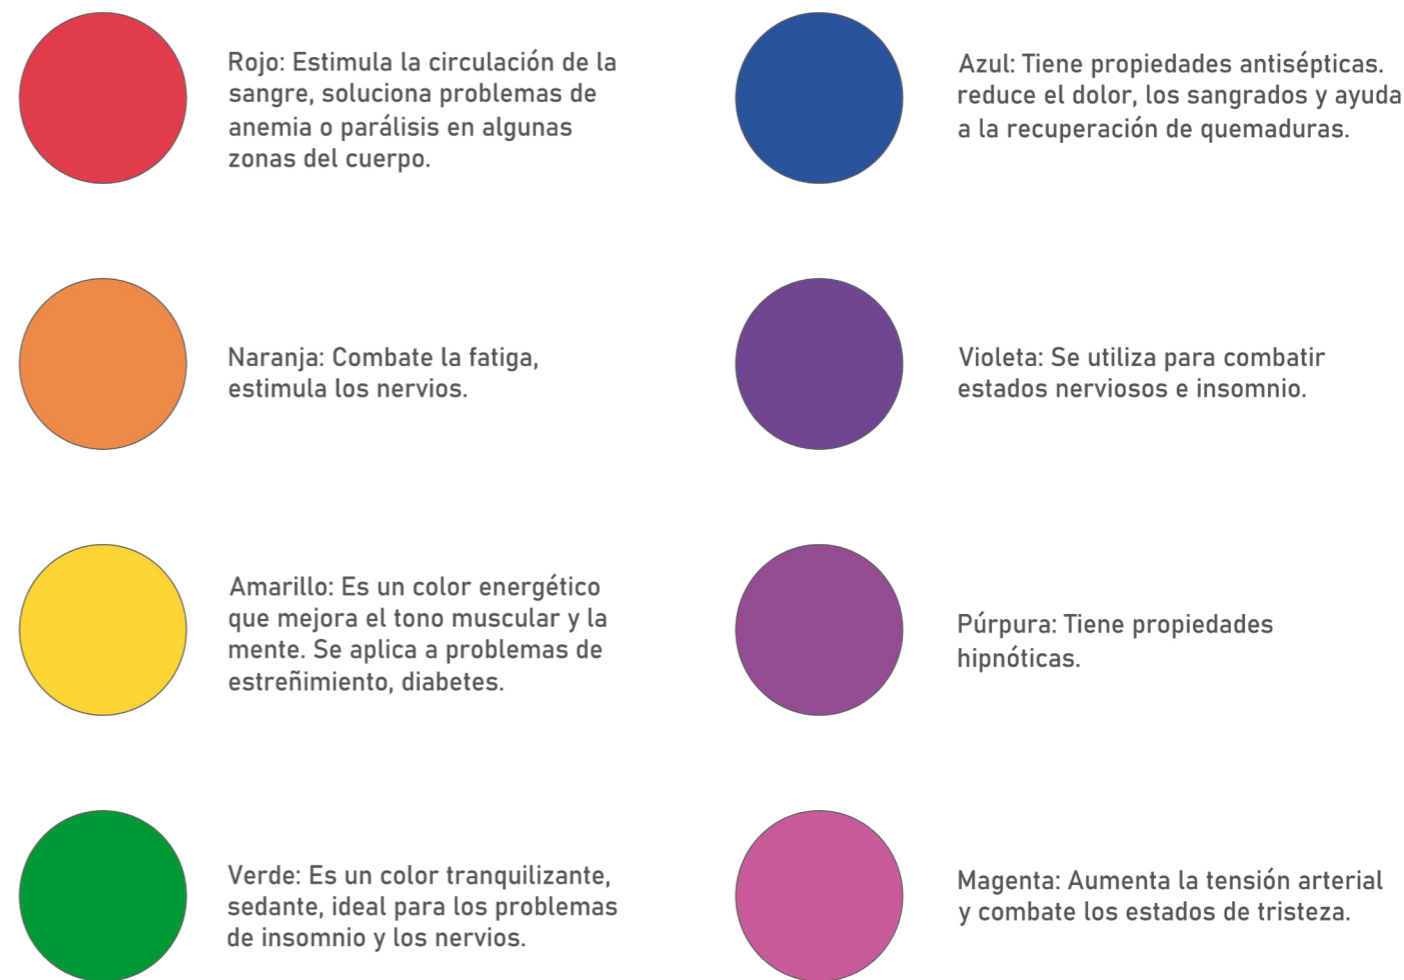 Rojo: Estimula la circulación de la
sangre, soluciona problemas de
anemia o parálisis en algunas
zonas del cuerpo.
Naranja: Combate la fatiga,
estimula los nervios.
Amarillo: Es un color energético
que mejora el tono muscular y la
mente. Se aplica a problemas de
estreñimiento, diabetes.
Verde: Es un color tranquilizante,
sedante, ideal para los problemas
de insomnio y los nervios.
Azul: Tiene propiedades antisépticas.
reduce el dolor, los sangrados y ayuda
a la recuperación de quemaduras.
Violeta: Se utiliza para combatir
estados nerviosos e insomnio.
Púrpura: Tiene propiedades
hipnóticas.
Magenta: Aumenta la tensión arterial
y combate los estados de tristeza.